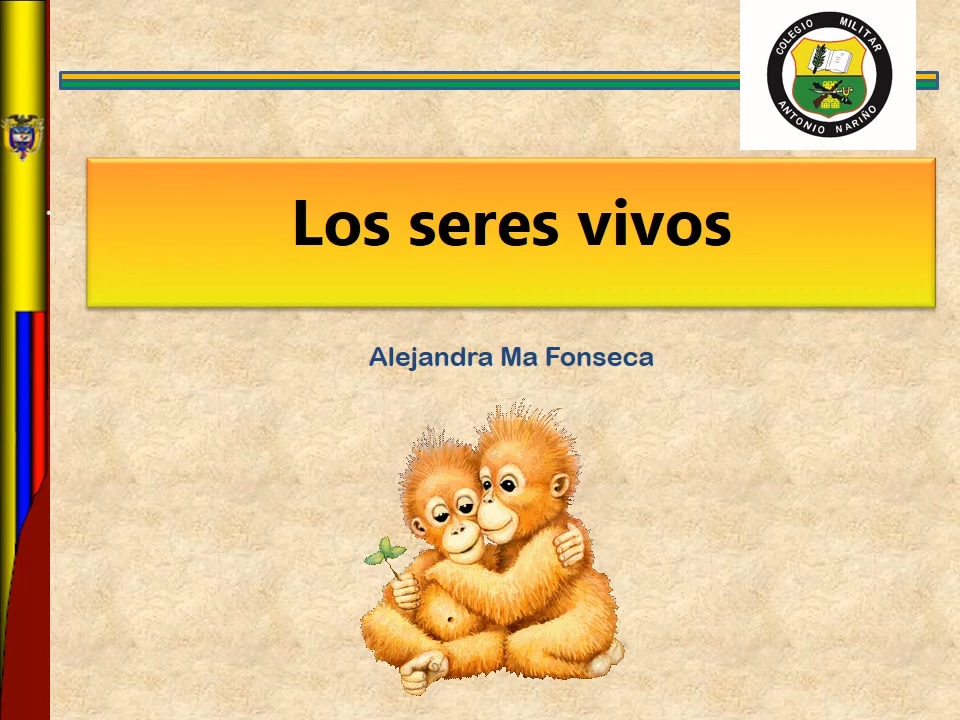 COLEGIO MILITAR
ANTONIO NARIÑO
Los seres vivos
Alejandra Ma Fonseca